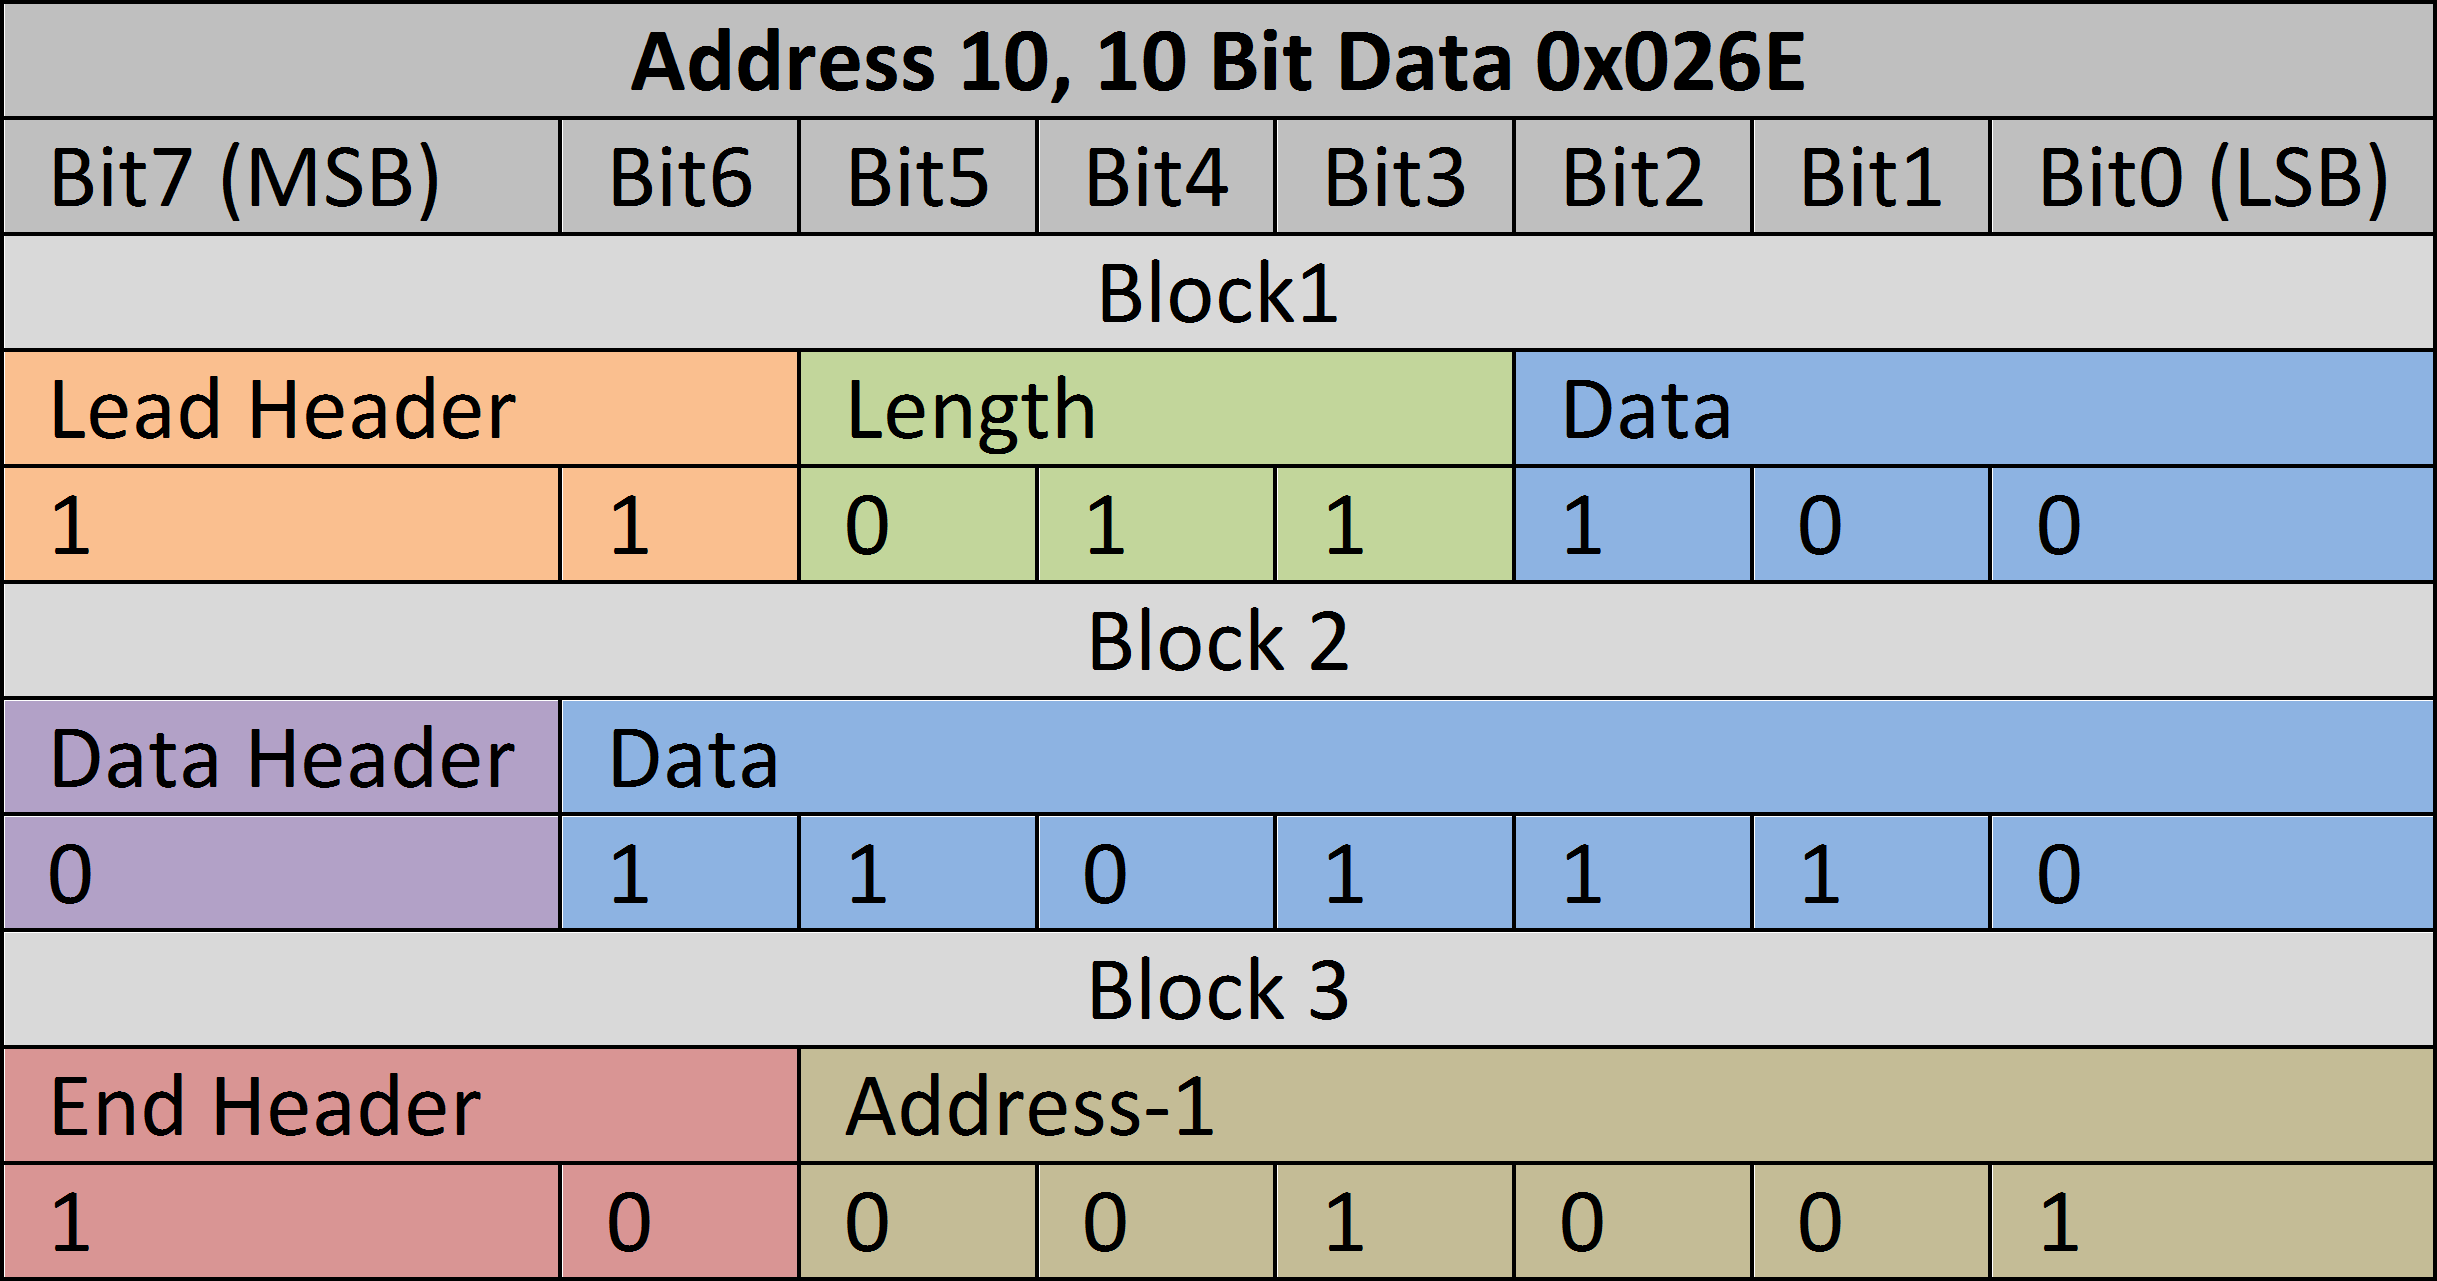 Address 10, 10 Bit Data 0x026E
Bit7 (MSB) Bit6 Bit5 Bit4 Bit3 Bit2 Bit1 Bit0 (LSB)
Block1
Lead Header Length Data
1 1 0 1 1 1 0 0
Block 2
Data Header Data
0 1 1 0 1 1 1 0
Block 3
End Header Address-1
1 0 0 0 1 0 0 1